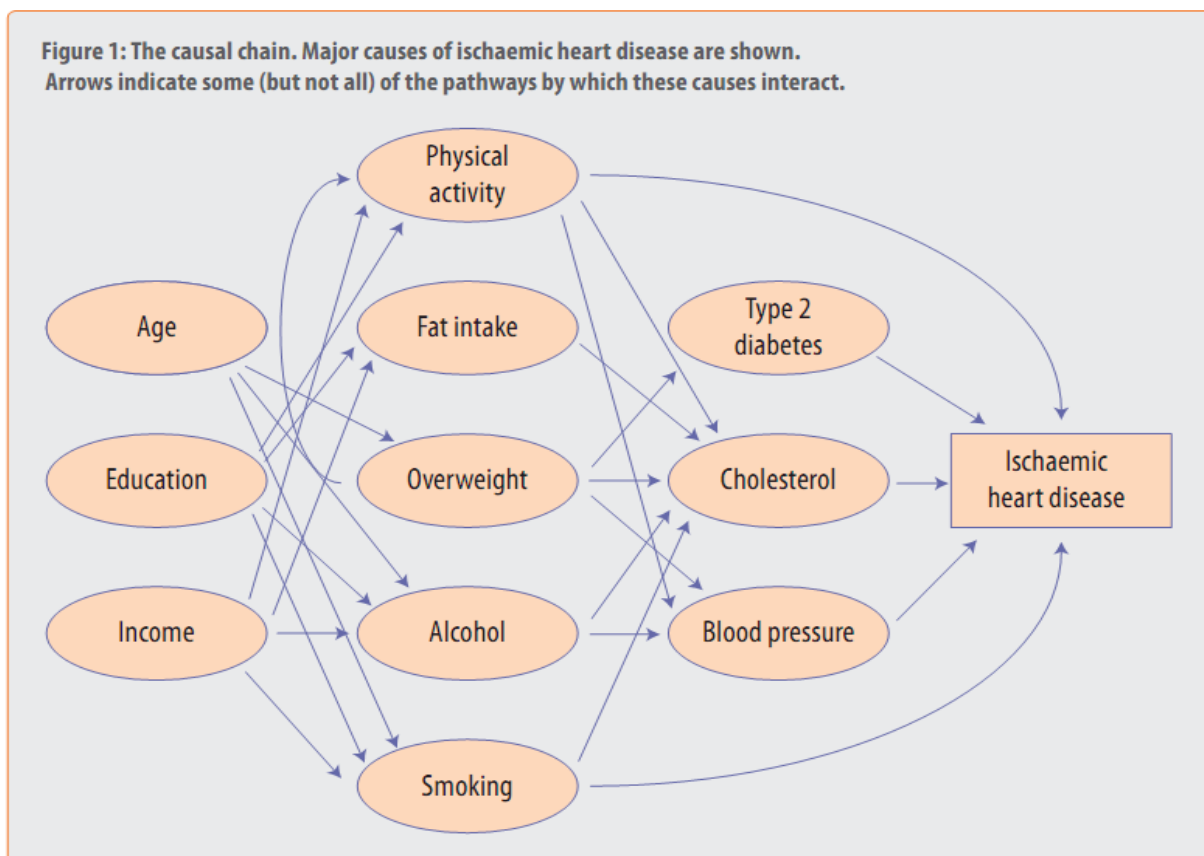 Figure 1: The causal chain. Major causes of ischaemic heart disease are shown.
Arrows indicate some (but not all) of the pathways by which these causes interact.
Physical
activity
Age
Fat intake
Type 2
diabetes
Education
Overweight
Cholesterol
Ischaemic
heart disease
Income
Alcohol
Blood pressure
Smoking